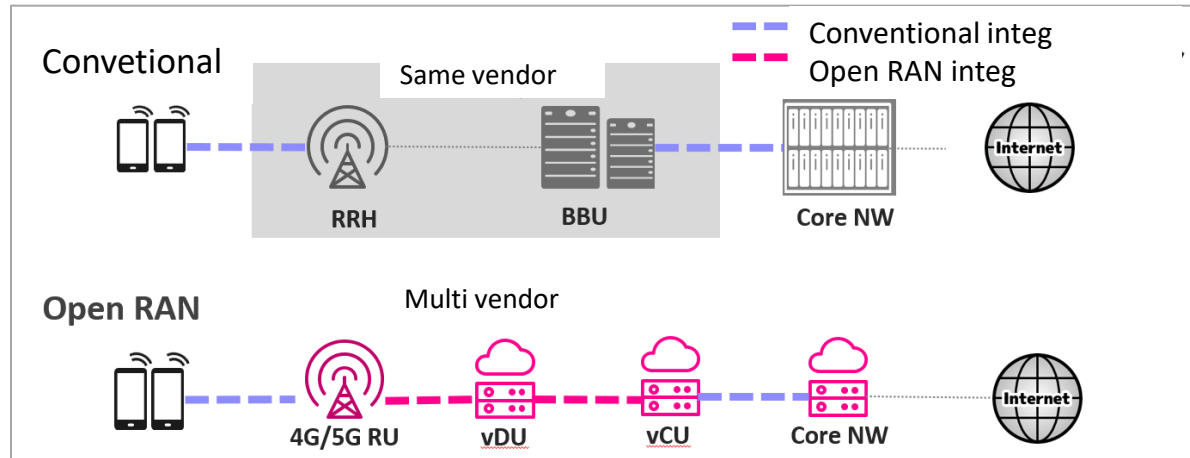 Convetional
Same vendor
Conventional integ
Open RAN integ
RRH
BBU
Core NW
Internet
Open RAN
Multi vendor
4G/5G RU
vDU
vCU
Core NW
Internet